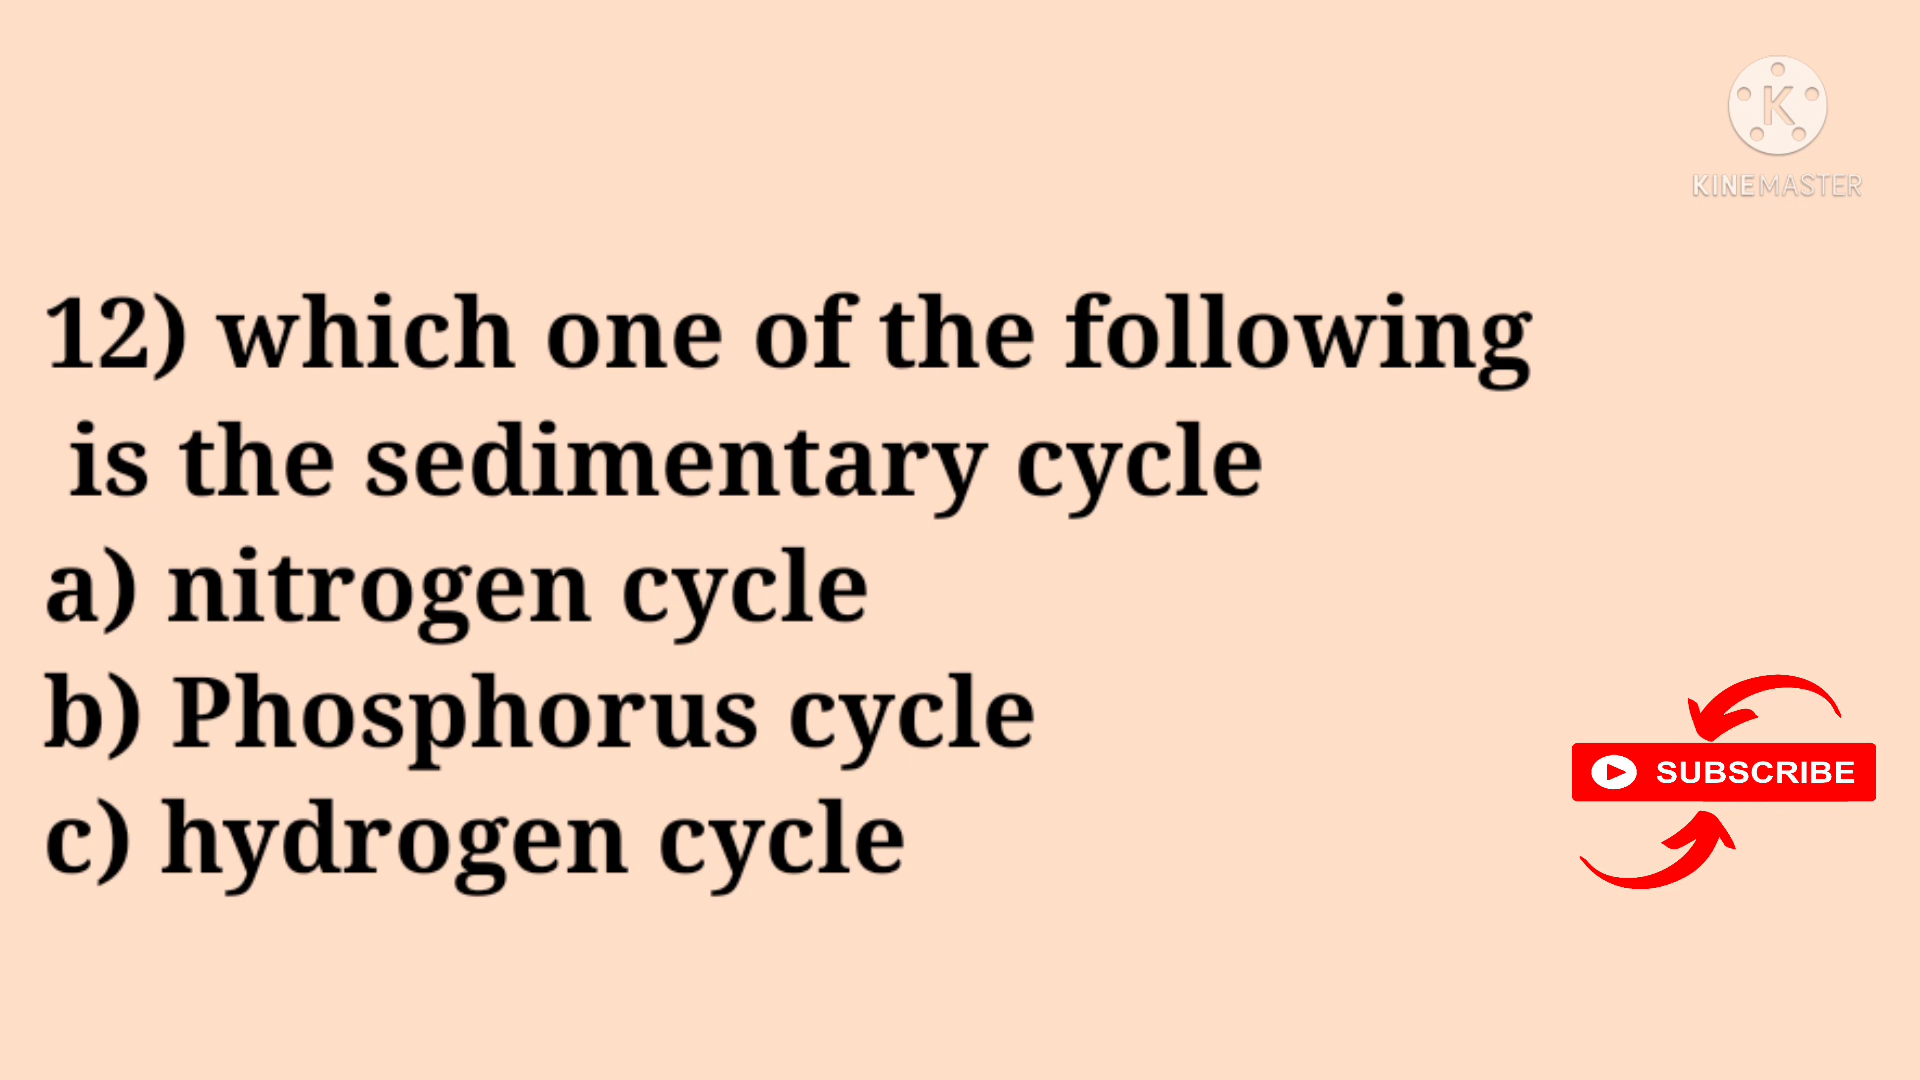 K
KINEMASTER
12) which one of the following
is the sedimentary cycle
a) nitrogen cycle
b) Phosphorus cycle
c) hydrogen cycle
SUBSCRIBE